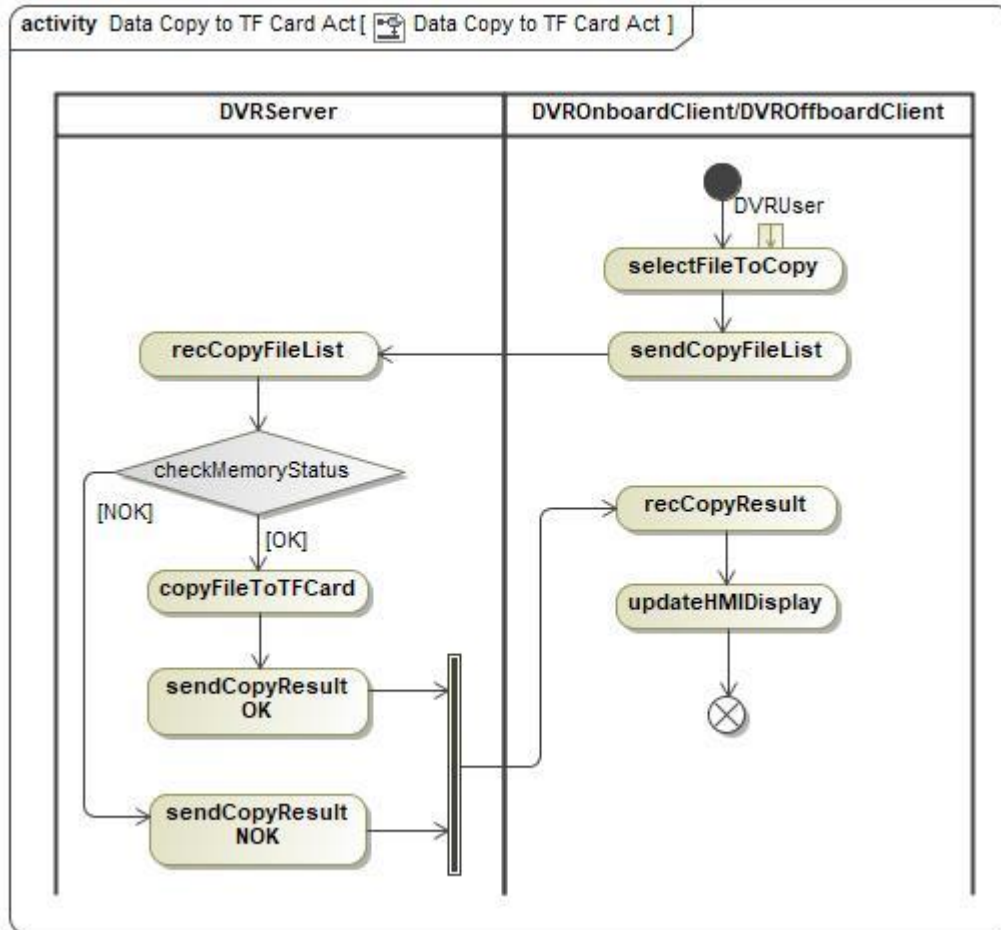 activity Data Copy to TF Card Act [ Data Copy to TF Card Act ]
DVRServer
DVROnboardClient/DVROffboardClient
DVRUser
selectFileToCopy
recCopyFileList
sendCopyFileList
checkMemoryStatus
[NOK]
[OK]
recCopyResult
copyFileToTFCard
updateHMIDisplay
sendCopyResult
OK
sendCopyResult
NOK